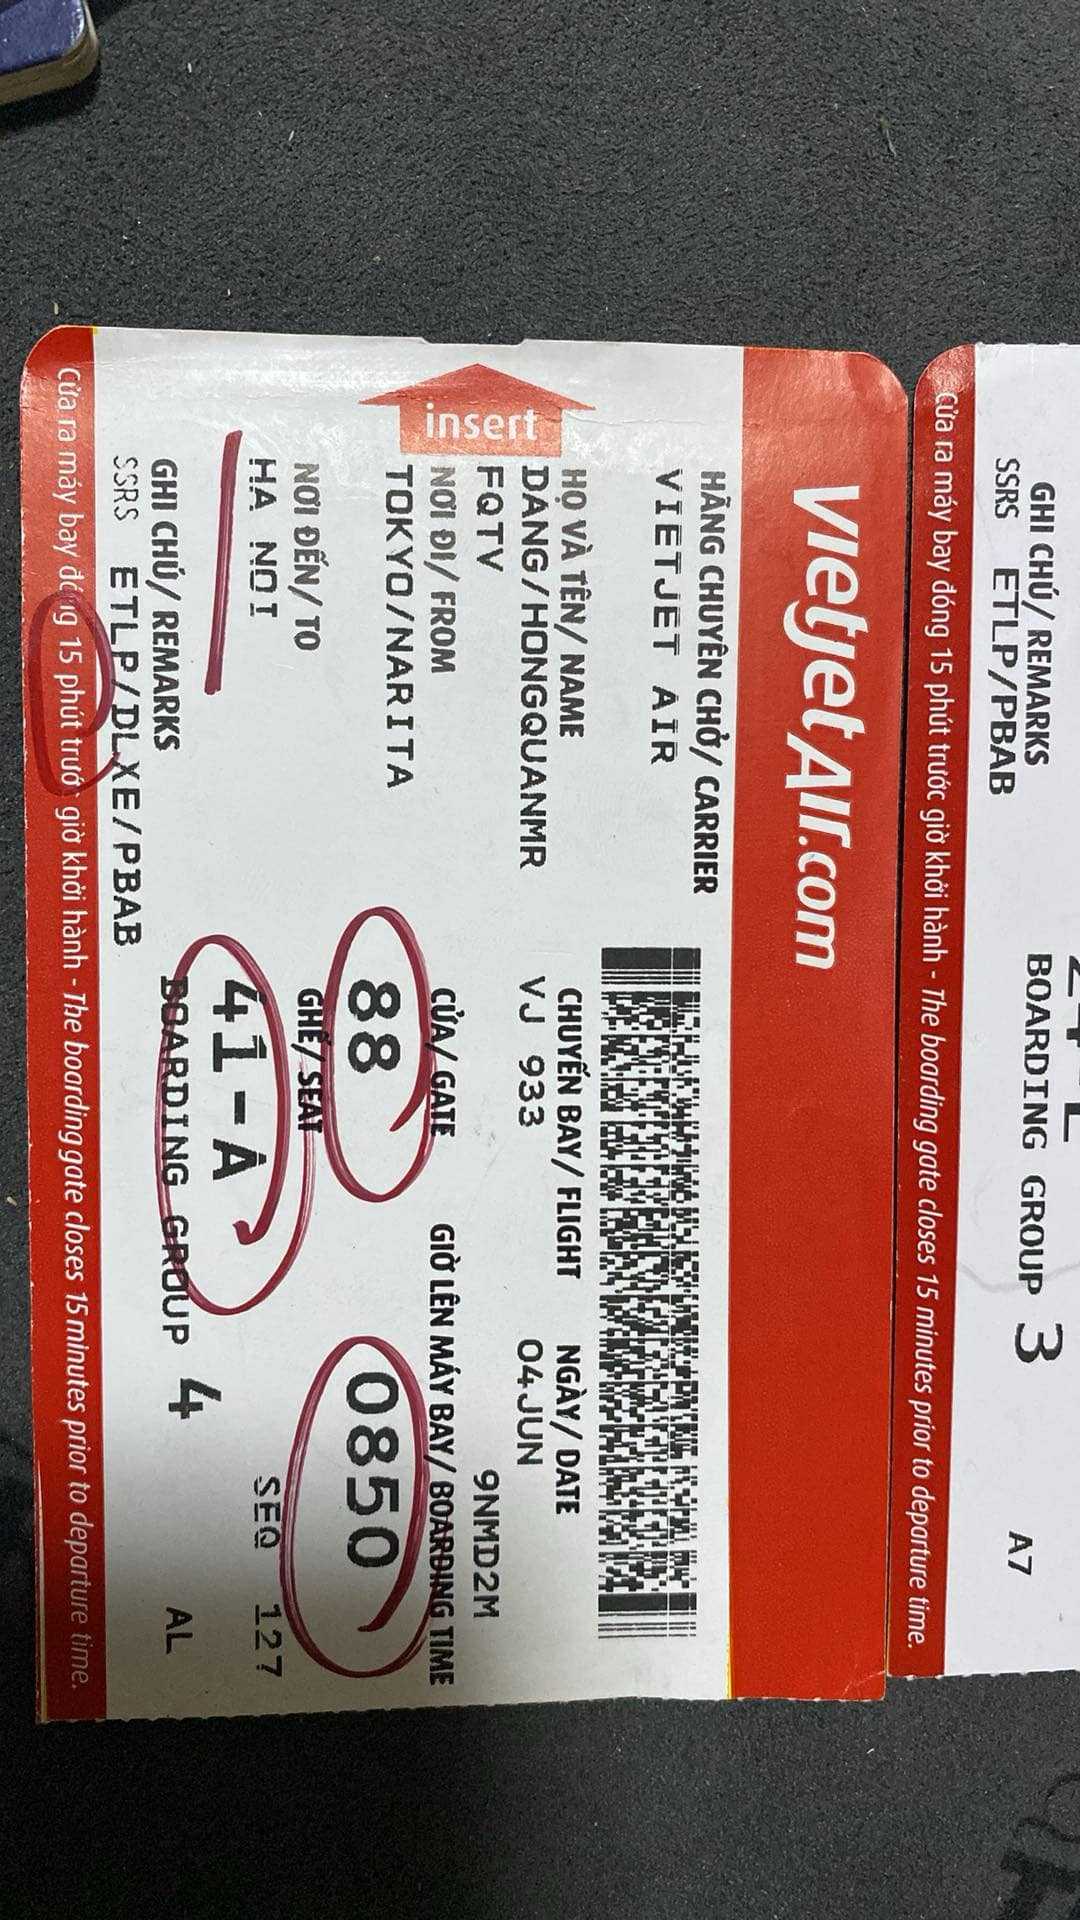 GHI CHÚ/ REMARKS
SSRS ETLP/PBAB
BOARDING GROUP 3
A7
Cửa ra máy bay đóng 15 phút trước giờ khởi hành - The boarding gate closes 15 minutes prior to departure time.
VietjetAir.com
HÃNG CHUYÊN CHỞ/ CARRIER
VIETJET AIR
insert
HỌ VÀ TÊN/ NAME
DANG/HONGQUANMR
FQTV
NƠI ĐI/ FROM
TOKYO/NARITA
NƠI ĐẾN/ TO
HA NOI
CHUYẾN BAY/ FLIGHT
VJ 933
NGÀY/ DATE
04JUN
9NMD2M
CỬA/ GATE
88
GIỜ LÊN MÁY BAY/ BOARDING TIME
0850
GHẾ/ SEAT
41-A
SEQ 127
GHI CHÚ/ REMARKS
SSRS ETLP/DLXE/PBAB
BOARDING GROUP 4
AL
Cửa ra máy bay đóng 15 phút trước giờ khởi hành - The boarding gate closes 15 minutes prior to departure time.